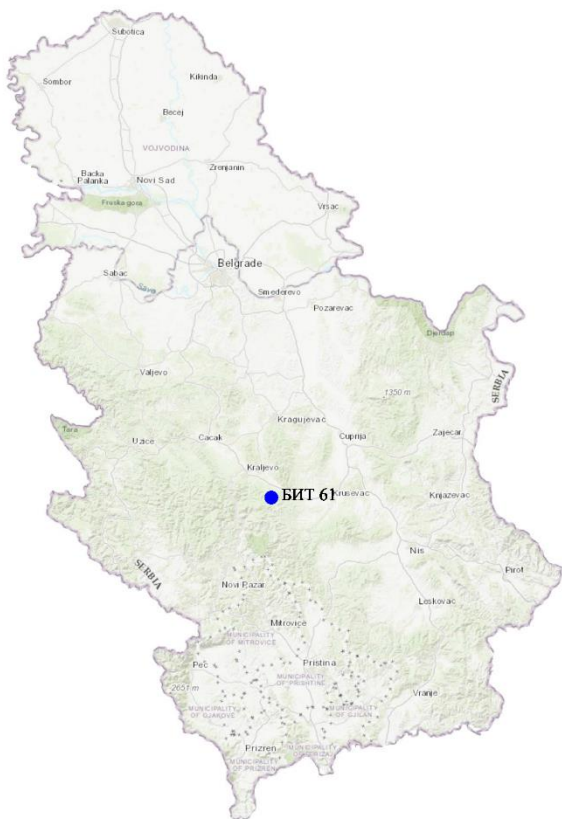 Subotica
Sombor
Kikinda
Becej
VOJVODINA
Zrenjanin
Backa
Palanka
Novi Sad
Fruska gora
Vrsac
Belgrade
Sabac
Sava
Smederevo
Pozarevac
Djerdap
SERBIA
Valjevo
1350 m
Kragujevac
Tara
Uzice
Cacak
Cuprija
Zajecar
Kraljevo
БИТ 61
Krusevac
Knjazevac
Nis
Pirot
SERBIA
Novi Pazar
Leskovac
Mitrovice
MUNICIPALITY
OF MITROVICE
Pristina
Peć
MUNICIPALITY
OF PRISHTINE
2651 m
Vranje
MUNICIPALITY
OF GJAKOVE
MUNICIPALITY
OF GJILAN
Prizren
MUNICIPALITY
OF PRIZREN
MUNICIPALITY